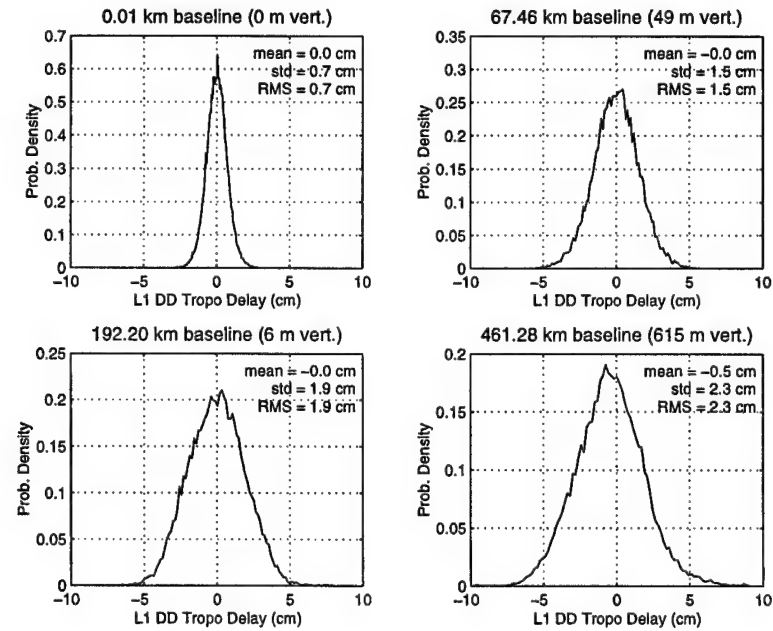 0.01 km baseline (0 m vert.)
mean = 0.0 cm
std = 0.7 cm
RMS = 0.7 cm
0.7
0.6
0.5
0.4
0.3
0.2
0.1
0
Prob. Density
−10
−5
0
5
10
L1 DD Tropo Delay (cm)
67.46 km baseline (49 m vert.)
mean = −0.0 cm
std = 1.5 cm
RMS = 1.5 cm
0.35
0.3
0.25
0.2
0.15
0.1
0.05
0
Prob. Density
−10
−5
0
5
10
L1 DD Tropo Delay (cm)
192.20 km baseline (6 m vert.)
mean = −0.0 cm
std = 1.9 cm
RMS = 1.9 cm
0.25
0.2
0.15
0.1
0.05
0
Prob. Density
−10
−5
0
5
10
L1 DD Tropo Delay (cm)
461.28 km baseline (615 m vert.)
mean = −0.5 cm
std = 2.3 cm
RMS = 2.3 cm
0.2
0.15
0.1
0.05
0
Prob. Density
−10
−5
0
5
10
L1 DD Tropo Delay (cm)